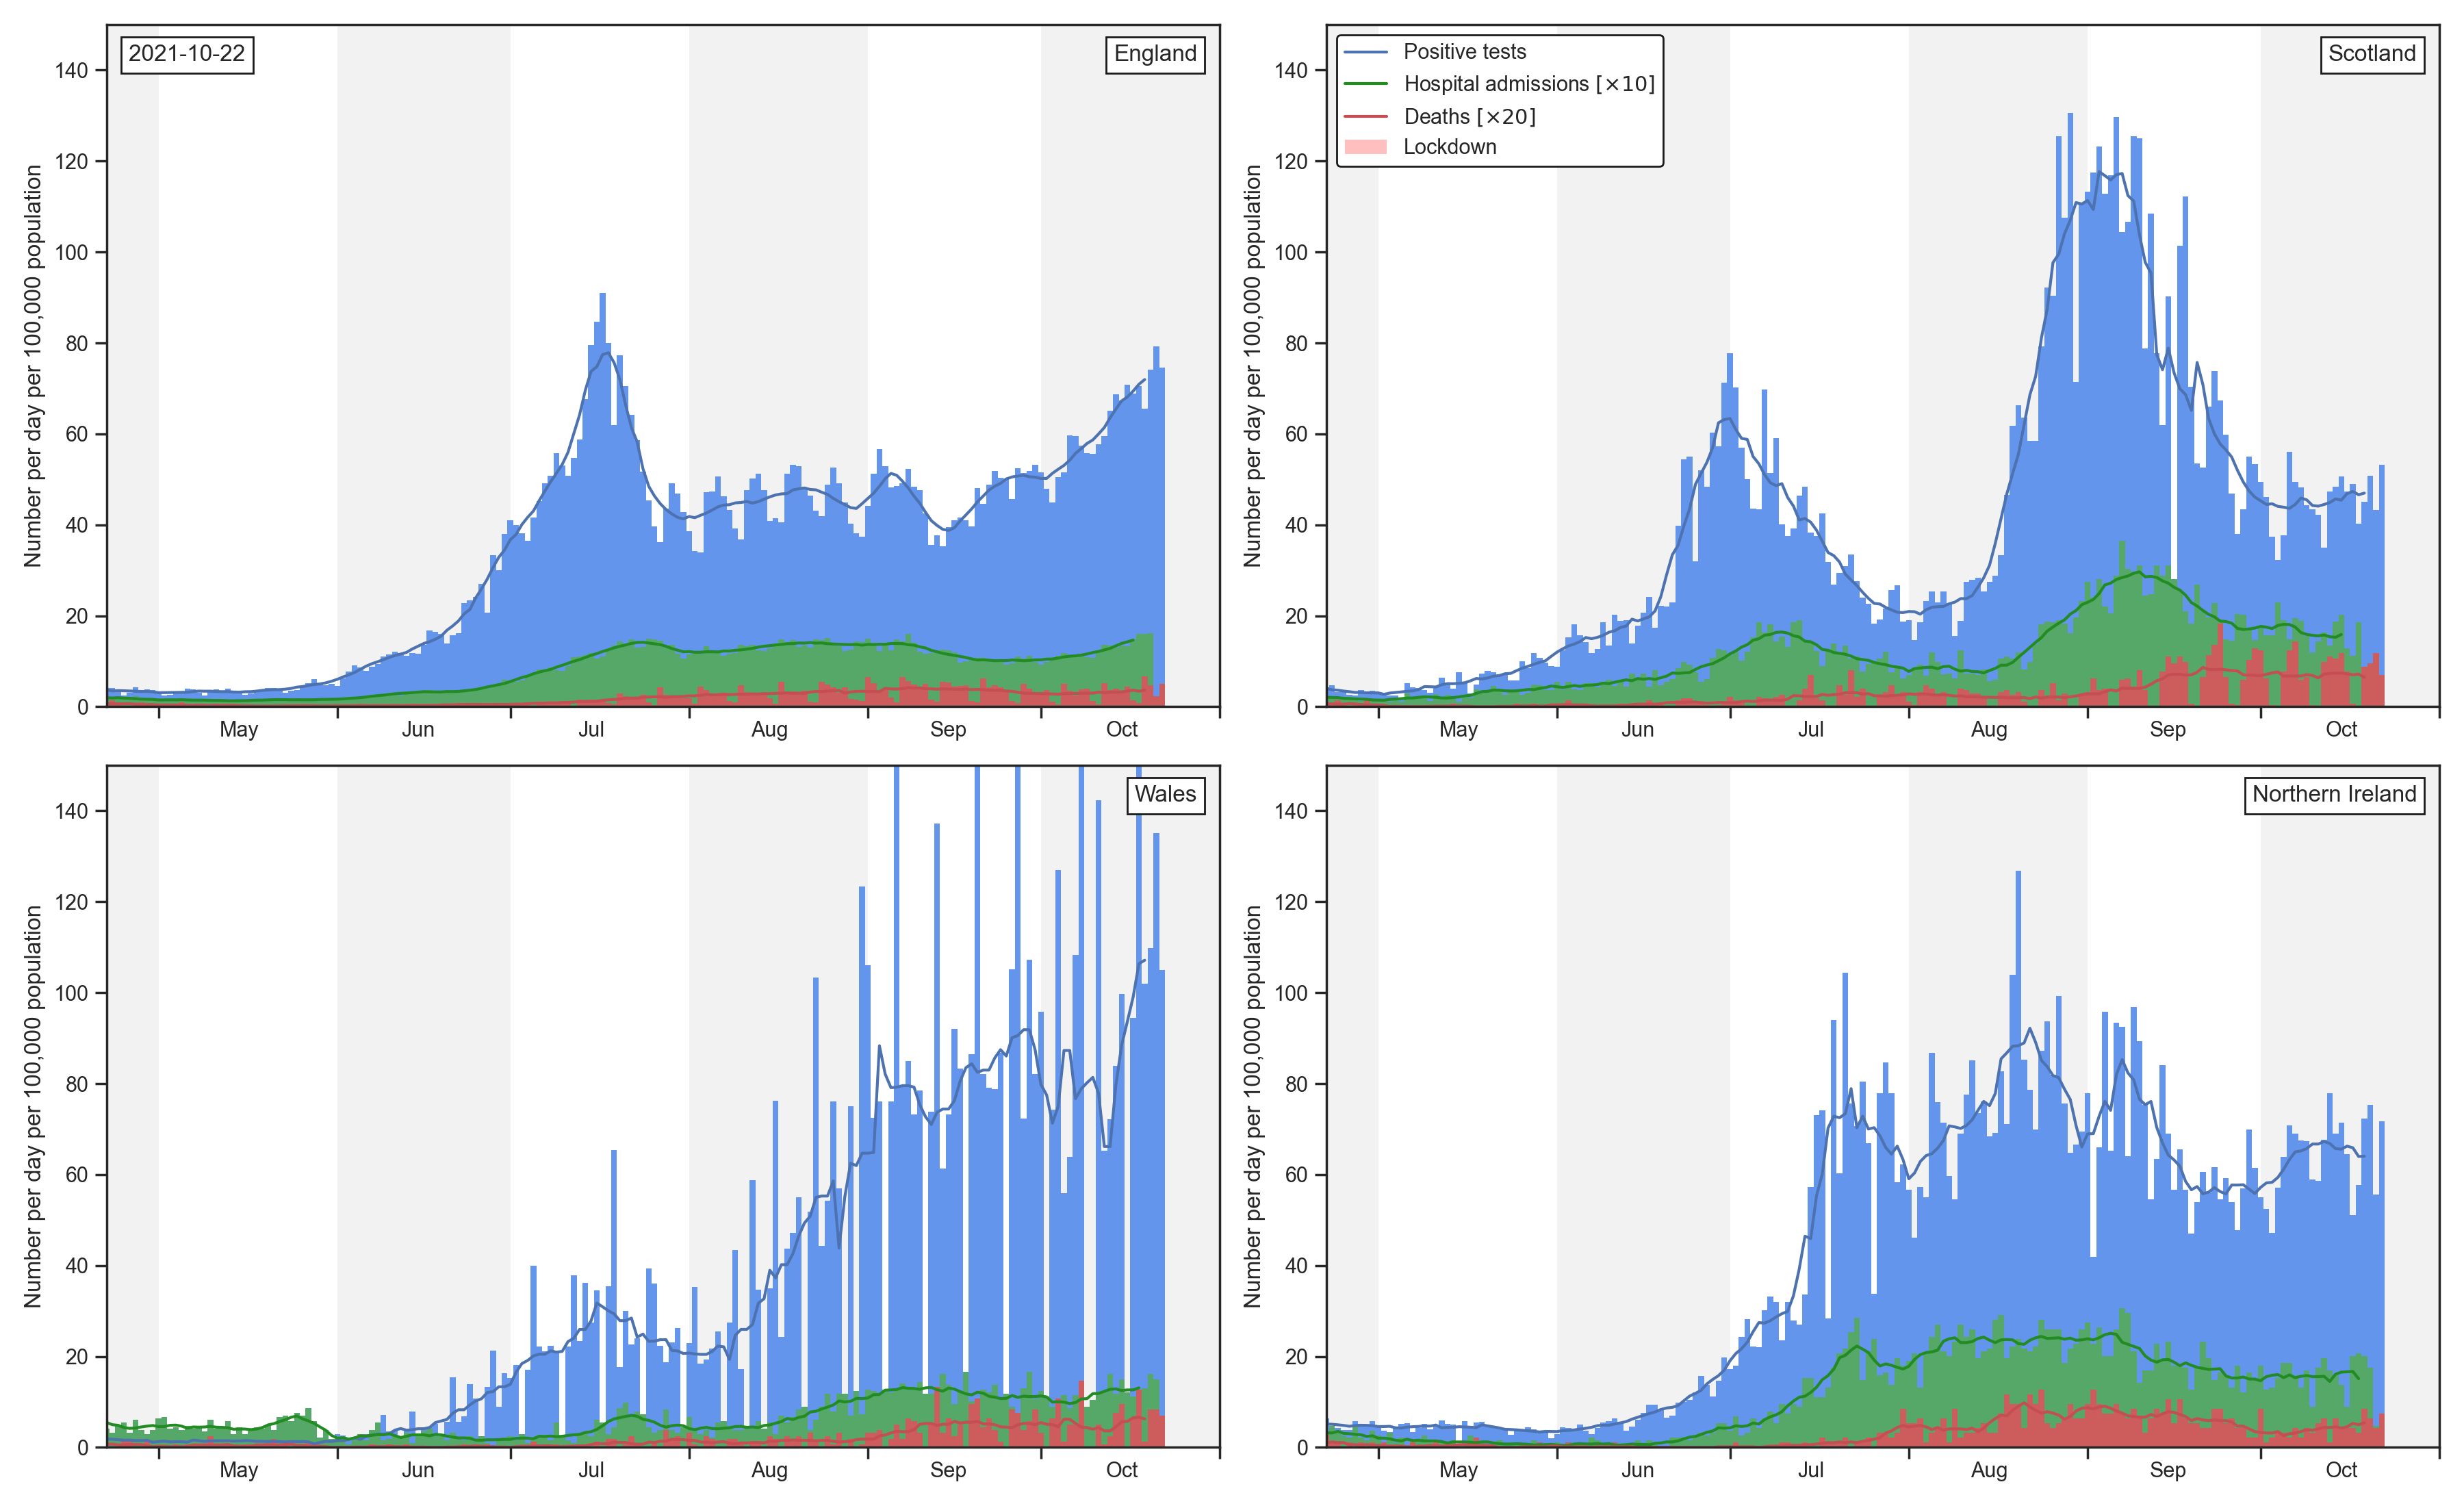 2021-10-22
England
Number per day per 100,000 population
140
120
100
80
60
40
20
0
May Jun Jul Aug Sep Oct
Scotland
Positive tests
Hospital admissions [×10]
Deaths [×20]
Lockdown
Number per day per 100,000 population
140
120
100
80
60
40
20
0
May Jun Jul Aug Sep Oct
Wales
Number per day per 100,000 population
140
120
100
80
60
40
20
0
May Jun Jul Aug Sep Oct
Northern Ireland
Number per day per 100,000 population
140
120
100
80
60
40
20
0
May Jun Jul Aug Sep Oct